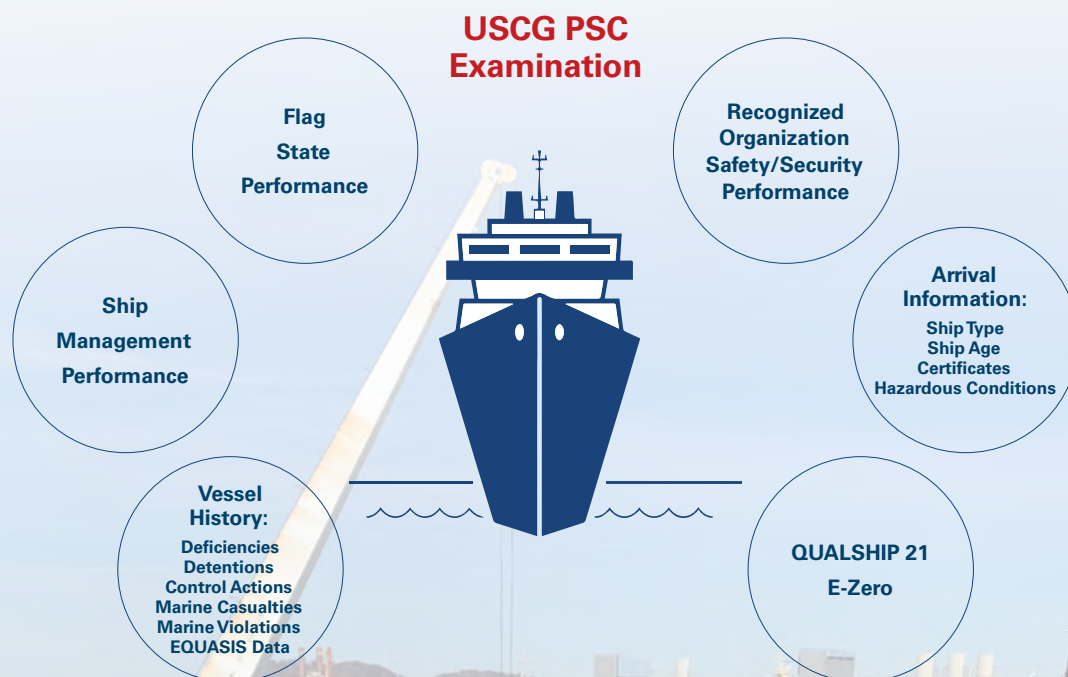 USCG PSC
Examination
Flag
State
Performance
Recognized
Organization
Safety/Security
Performance
Ship
Management
Performance
Arrival
Information:
Ship Type
Ship Age
Certificates
Hazardous Conditions
Vessel
History:
Deficiencies
Detentions
Control Actions
Marine Casualties
Marine Violations
EQUASIS Data
QUALSHIP 21
E-Zero